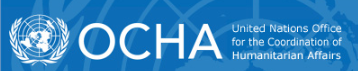 OCHA
United Nations Office
for the Coordination of
Humanitarian Affairs